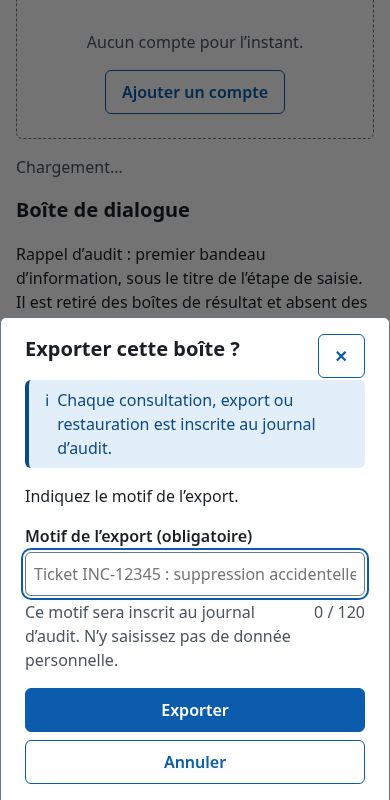 Aucun compte pour l’instant.
Ajouter un compte
Chargement…
Boîte de dialogue
Rappel d’audit : premier bandeau
d’information, sous le titre de l’étape de saisie.
Il est retiré des boîtes de résultat et absent des
Exporter cette boîte ?
×
i Chaque consultation, export ou
restauration est inscrite au journal
d’audit.
Indiquez le motif de l’export.
Motif de l’export (obligatoire)
Ticket INC-12345 : suppression accidentelle
Ce motif sera inscrit au journal 0 / 120
d’audit. N’y saisissez pas de donnée
personnelle.
Exporter
Annuler